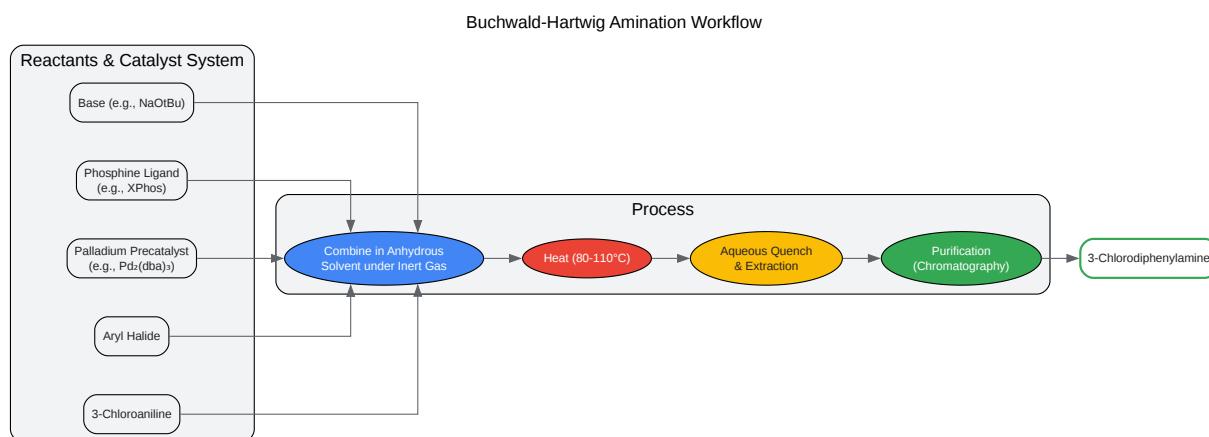 Buchwald-Hartwig Amination Workflow
Reactants & Catalyst System
Base (e.g., NaOtBu)
Phosphine Ligand
(e.g., XPhos)
Palladium Precatalyst
(e.g., Pd₂(dba)₃)
Aryl Halide
3-Chloroaniline
Process
Combine in Anhydrous
Solvent under Inert Gas
Heat (80-110°C)
Aqueous Quench
& Extraction
Purification
(Chromatography)
3-Chlorodiphenylamine